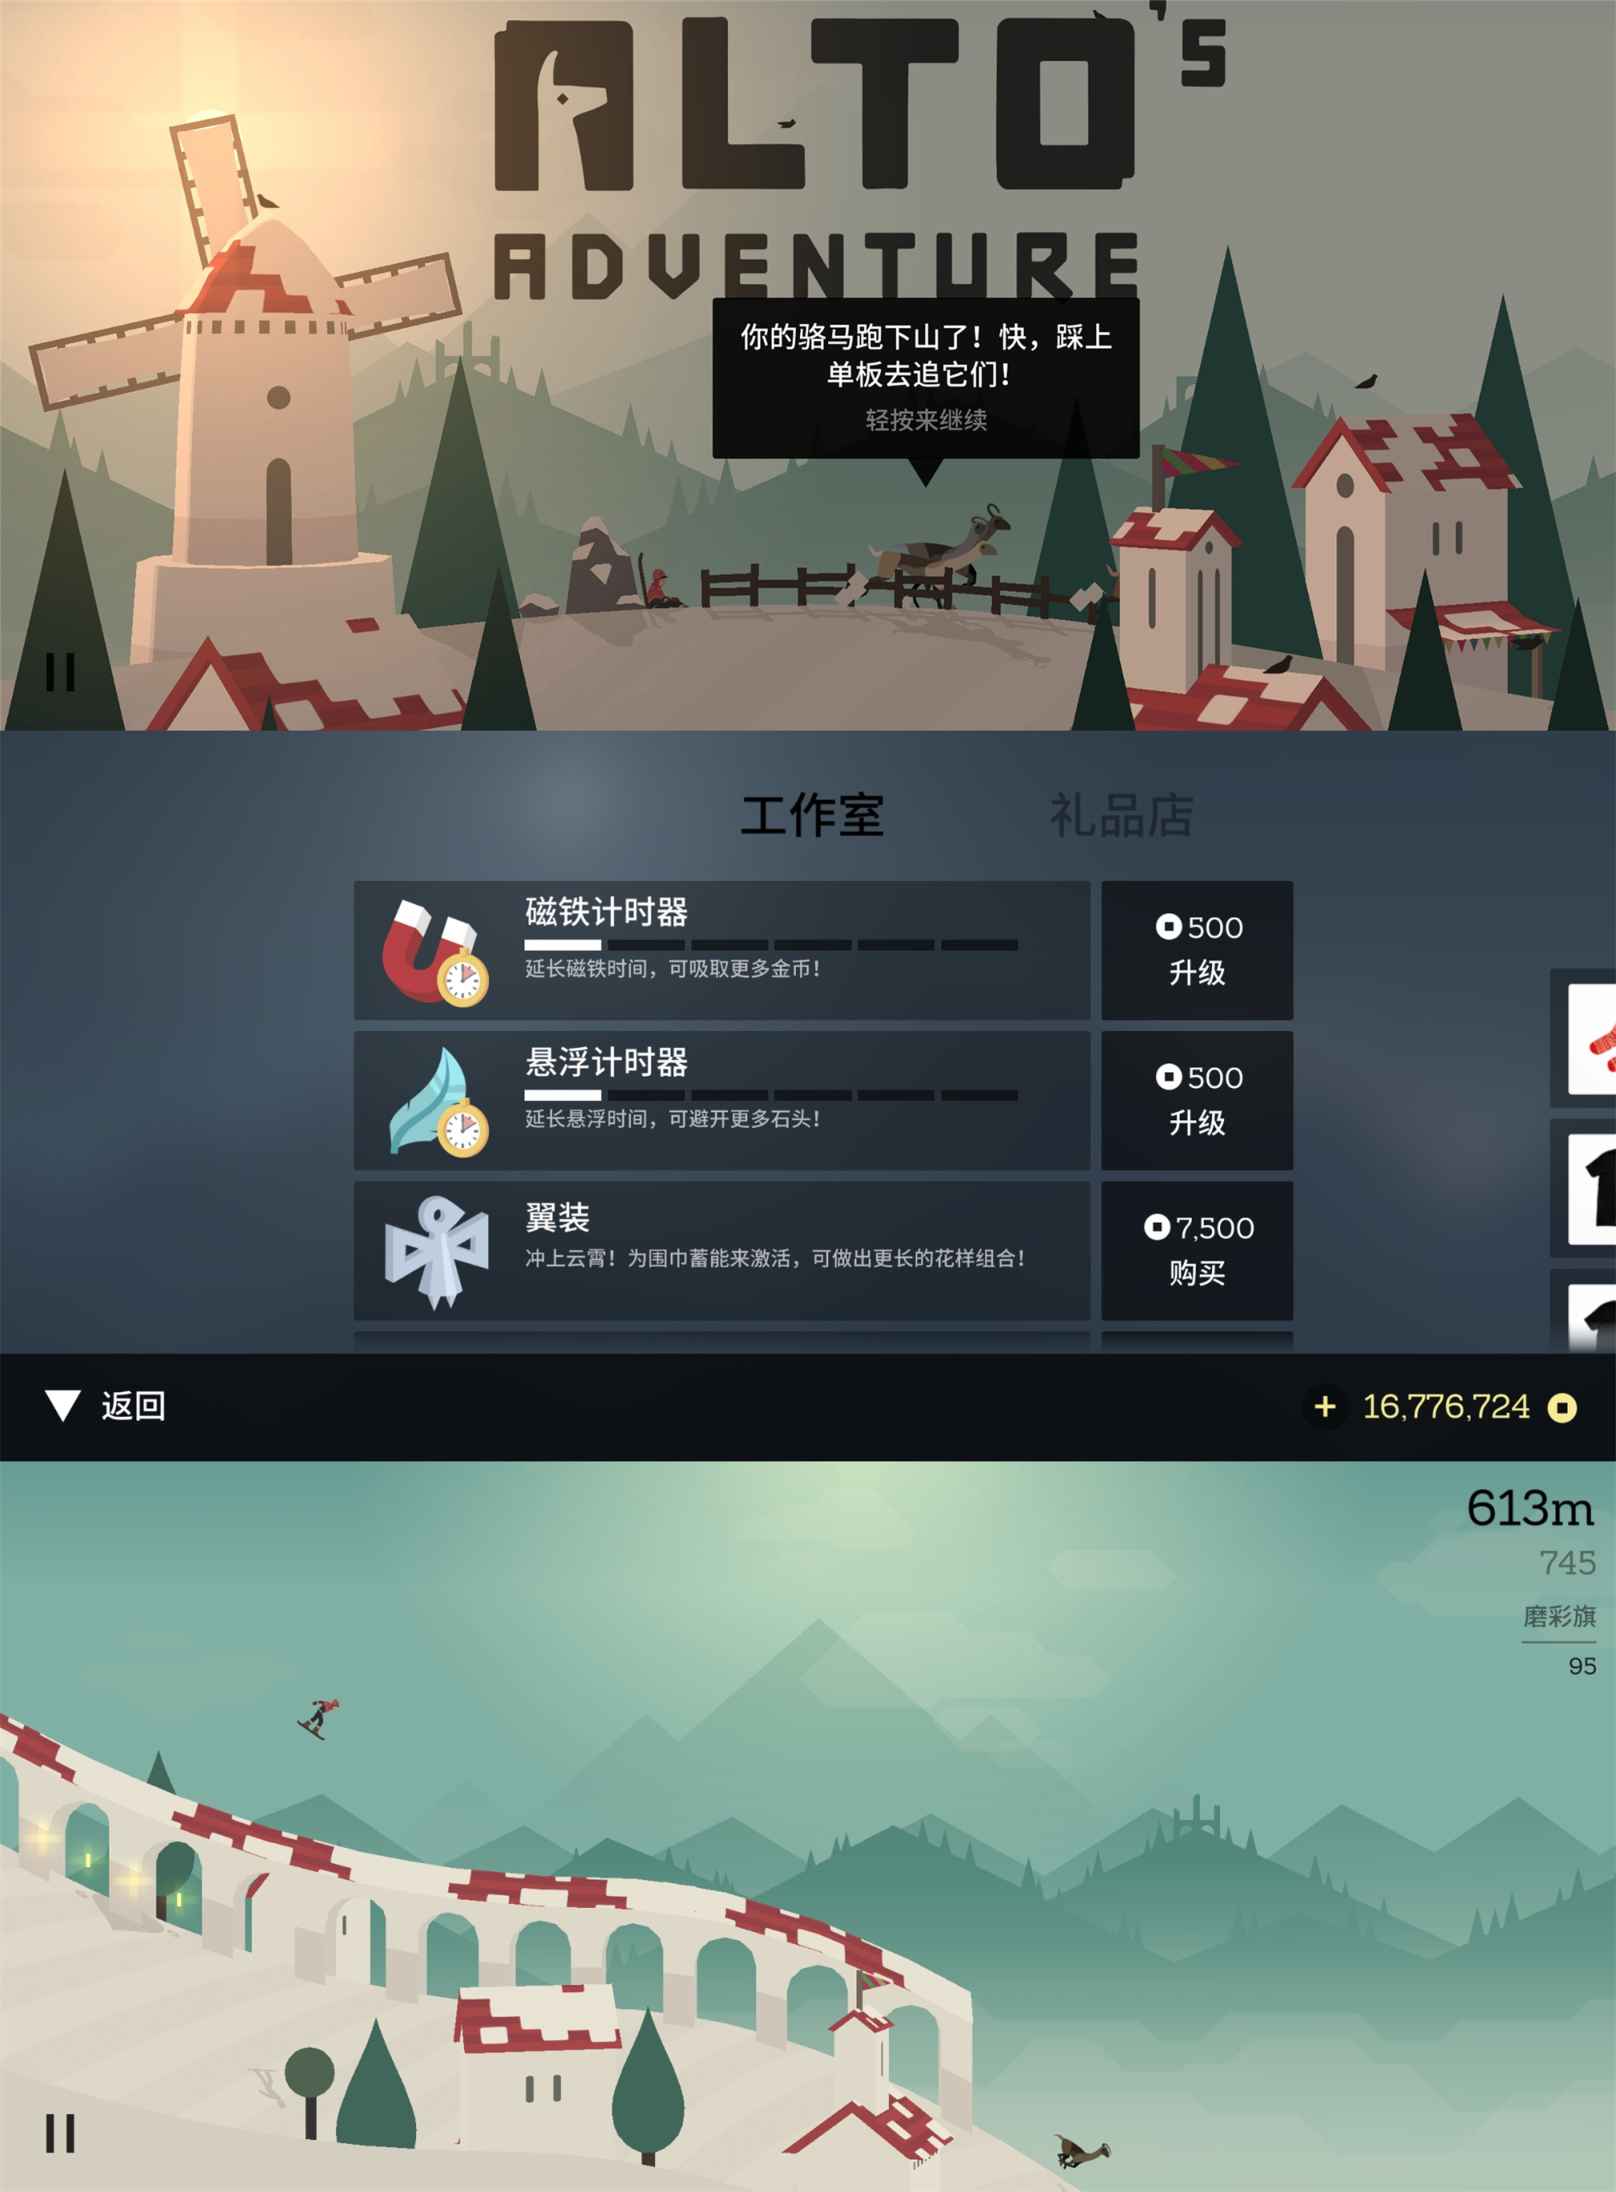 ALTO's
ADVENTURE
你的骆马跑下山了！快，踩上
单板去追它们！
轻按来继续
工作室
礼品店
磁铁计时器
延长磁铁时间，可吸取更多金币！
500
升级
悬浮计时器
延长悬浮时间，可避开更多石头！
500
升级
翼装
冲上云霄！为围巾蓄能来激活，可做出更长的花样组合！
7,500
购买
返回
+ 16,776,724
613m
745
磨彩旗
95